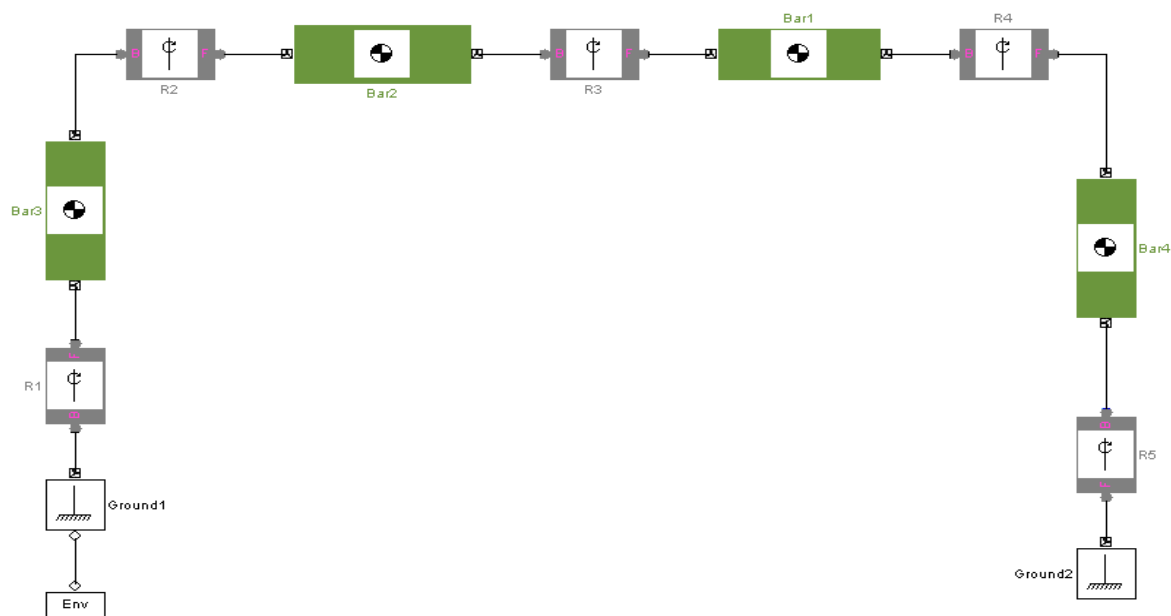 Bar1
R4
B
F
B
F
B
F
R2
Bar2
R3
Bar3
Bar4
F
R1
B
B
R5
F
Ground1
Ground2
Env